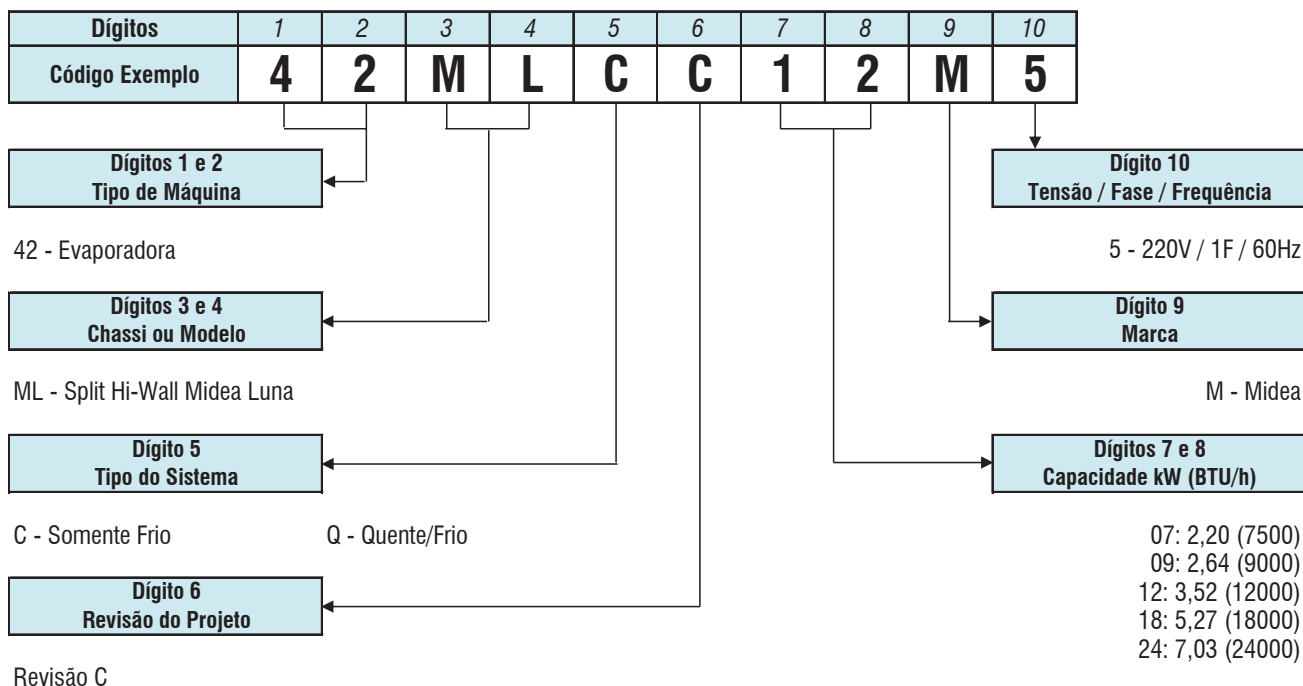 Dígitos 1 2 3 4 5 6 7 8 9 10
Código Exemplo 4 2 M L C C 1 2 M 5
Dígitos 1 e 2
Tipo de Máquina
42 - Evaporadora
Dígitos 3 e 4
Chassi ou Modelo
ML - Split Hi-Wall Midea Luna
Dígito 5
Tipo do Sistema
C - Somente Frio Q - Quente/Frio
Dígito 6
Revisão do Projeto
Revisão C
Dígito 10
Tensão / Fase / Frequência
5 - 220V / 1F / 60Hz
Dígito 9
Marca
M - Midea
Dígitos 7 e 8
Capacidade kW (BTU/h)
07: 2,20 (7500)
09: 2,64 (9000)
12: 3,52 (12000)
18: 5,27 (18000)
24: 7,03 (24000)